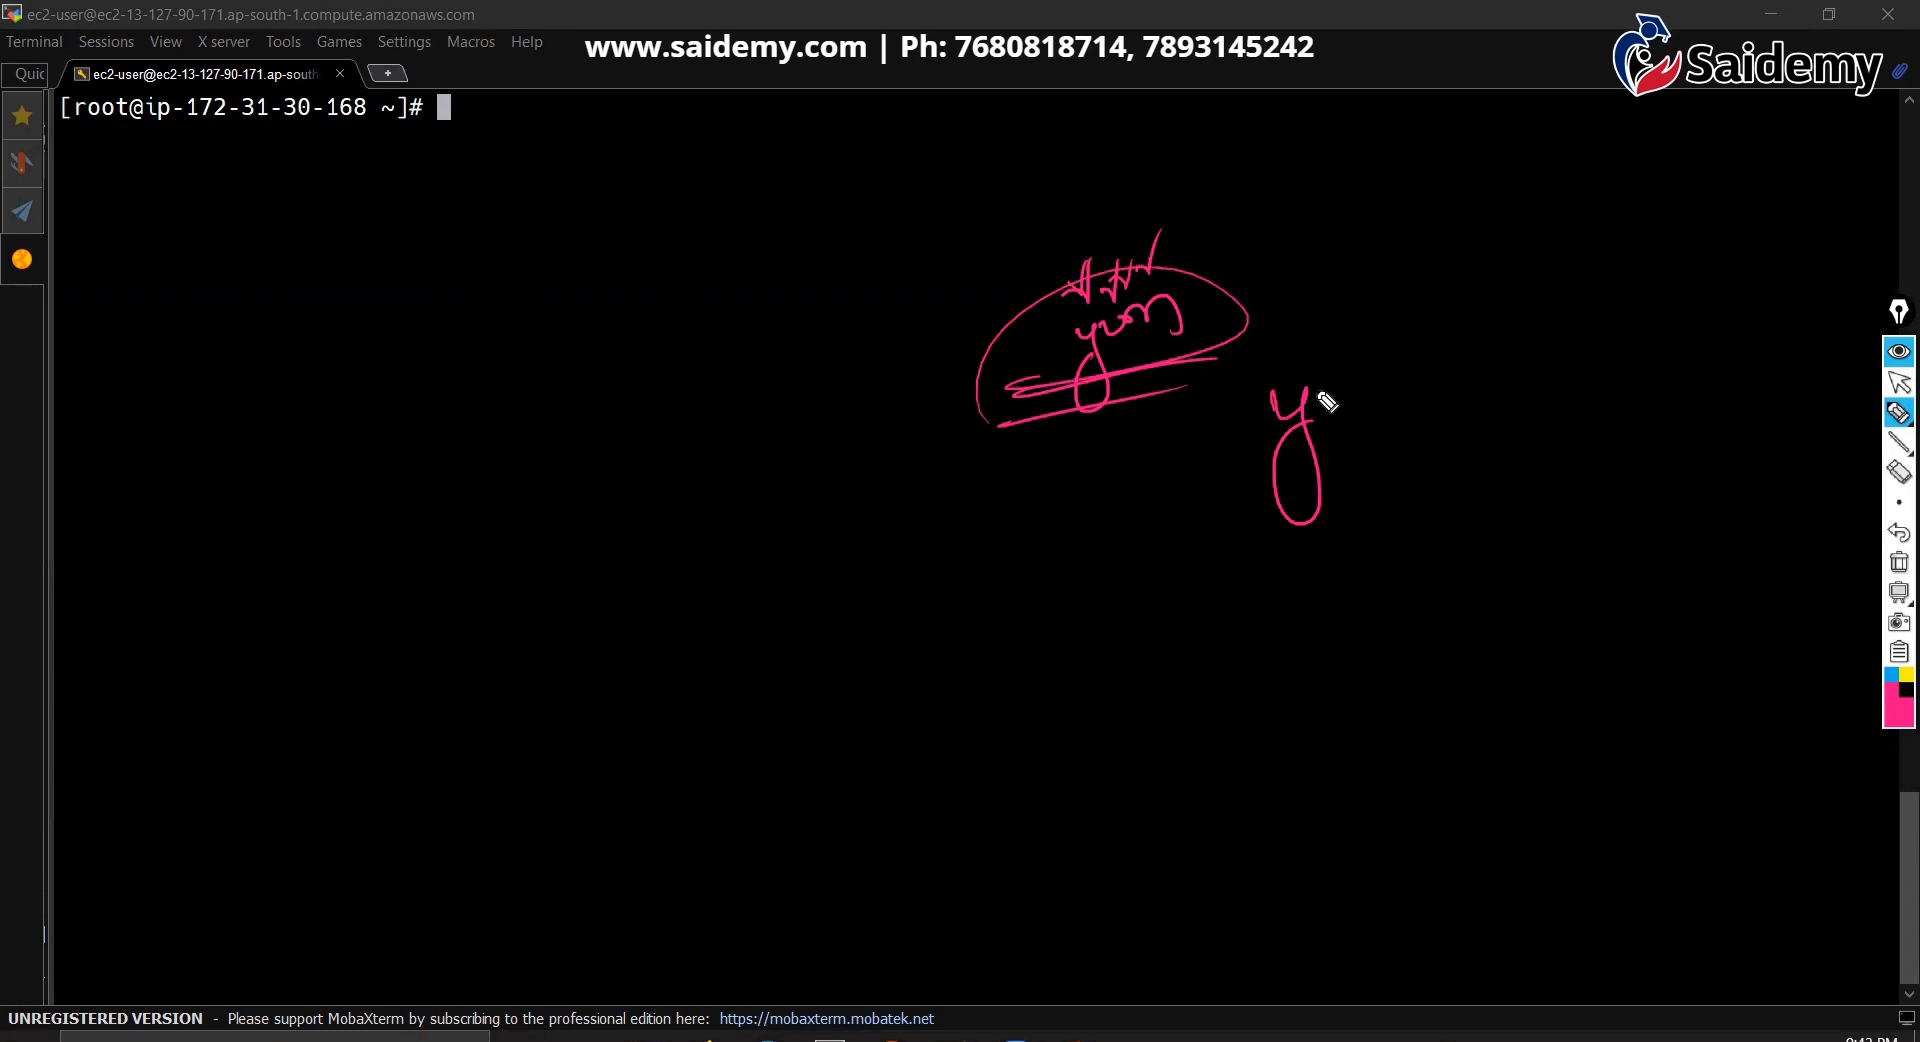 ec2-user@ec2-13-127-90-171.ap-south-1.compute.amazonaws.com
Terminal Sessions View X server Tools Games Settings Macros Help
www.saidemy.com | Ph: 7680818714, 7893145242
Saidemy
Quic
ec2-user@ec2-13-127-90-171.ap-south
[root@ip-172-31-30-168 ~]#
yum
y
UNREGISTERED VERSION - Please support MobaXterm by subscribing to the professional edition here: https://mobaxterm.mobatek.net